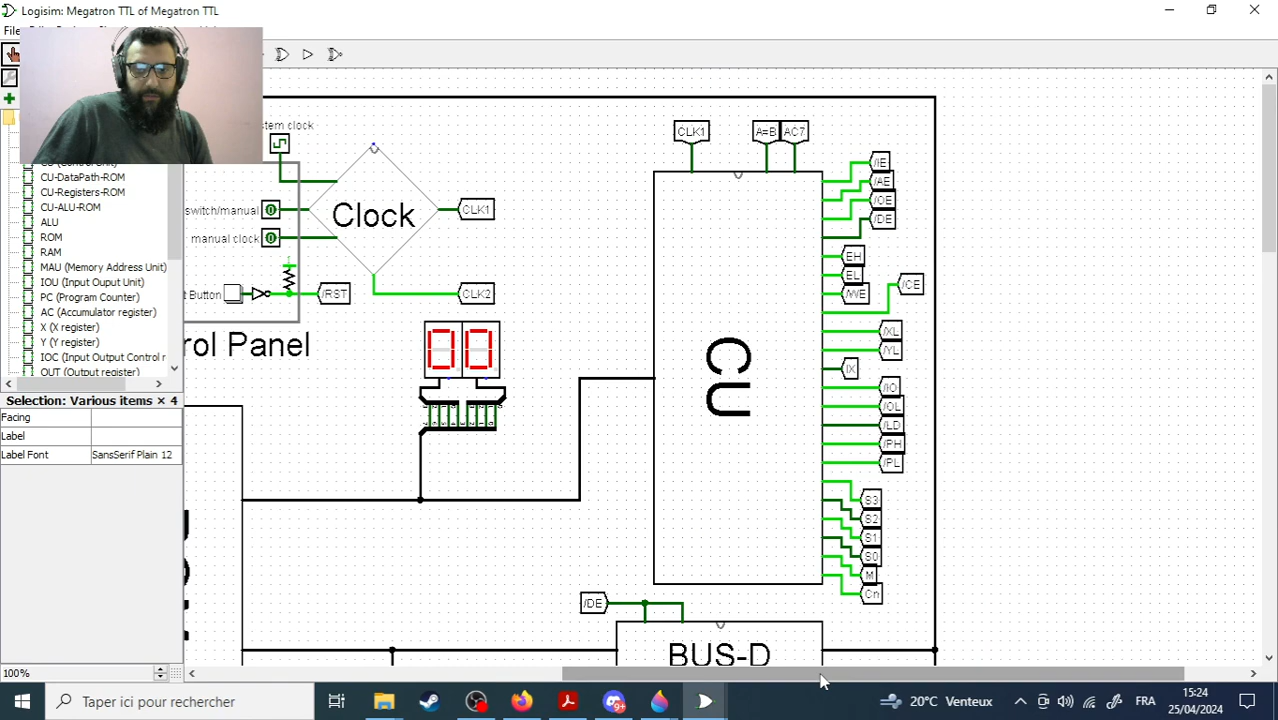 Logisim: Megatron TTL of Megatron TTL
File
stem clock
switch/manual
manual clock
t Button
Clock
CLK1
CLK2
/RST
rol Panel
CLK1
A=B
AC7
/IE
/AE
/OE
/DE
EH
EL
/WE
/CE
/XL
/YL
IX
/IO
/OL
/LD
/PH
/PL
S3
S2
S1
S0
M
Cn
CU
00
/DE
BUS-D
CU-DataPath-ROM
CU-Registers-ROM
CU-ALU-ROM
ALU
ROM
RAM
MAU (Memory Address Unit)
IOU (Input Ouput Unit)
PC (Program Counter)
AC (Accumulator register)
X (X register)
Y (Y register)
IOC (Input Output Control r
OUT (Output register)
Selection: Various items × 4
Facing
Label
Label Font SansSerif Plain 12
100%
Taper ici pour rechercher
9+
20°C Venteux
FRA
15:24
25/04/2024